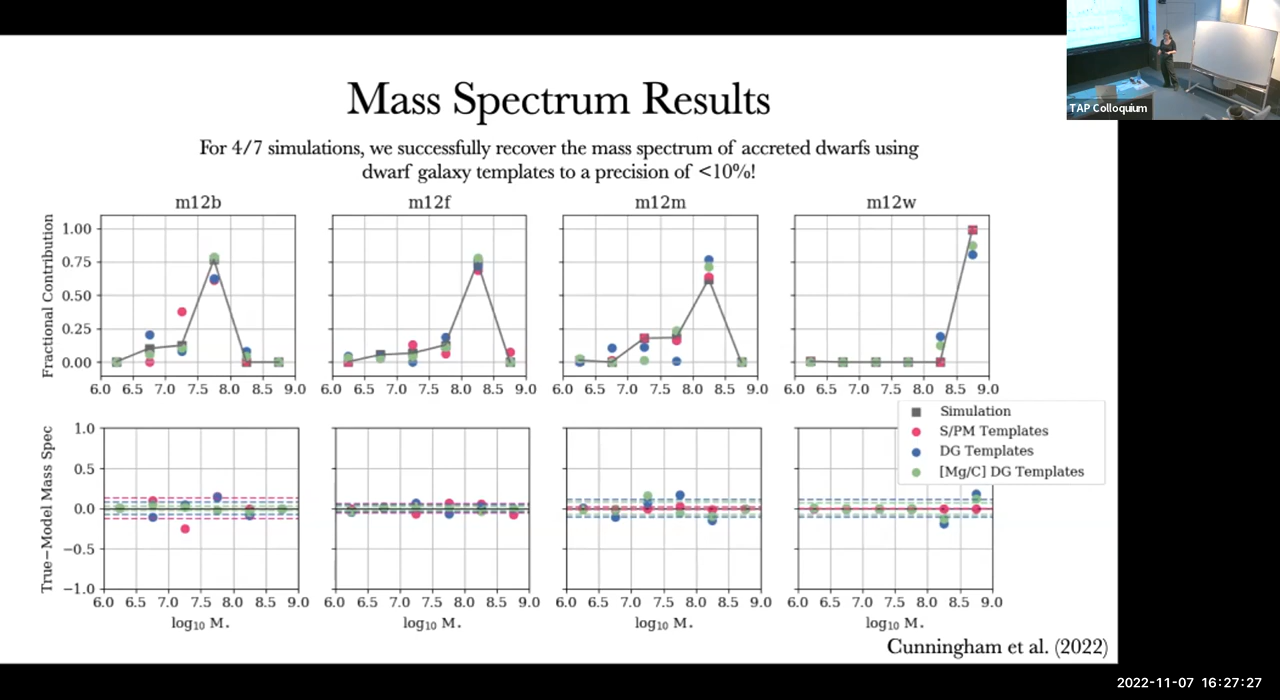 TAP Colloquium
Mass Spectrum Results
For 4/7 simulations, we successfully recover the mass spectrum of accreted dwarfs using
dwarf galaxy templates to a precision of <10%!
m12b m12f m12m m12w
Fractional Contribution
1.00
0.75
0.50
0.25
0.00
6.0 6.5 7.0 7.5 8.0 8.5 9.0 6.0 6.5 7.0 7.5 8.0 8.5 9.0 6.0 6.5 7.0 7.5 8.0 8.5 9.0 6.0 6.5 7.0 7.5 8.0 8.5 9.0
Simulation
S/PM Templates
DG Templates
[Mg/C] DG Templates
True−Model Mass Spec
1.0
0.5
0.0
−0.5
−1.0
6.0 6.5 7.0 7.5 8.0 8.5 9.0 6.0 6.5 7.0 7.5 8.0 8.5 9.0 6.0 6.5 7.0 7.5 8.0 8.5 9.0 6.0 6.5 7.0 7.5 8.0 8.5 9.0
log₁₀ M⋆ log₁₀ M⋆ log₁₀ M⋆ log₁₀ M⋆
Cunningham et al. (2022)
2022-11-07 16:27:27